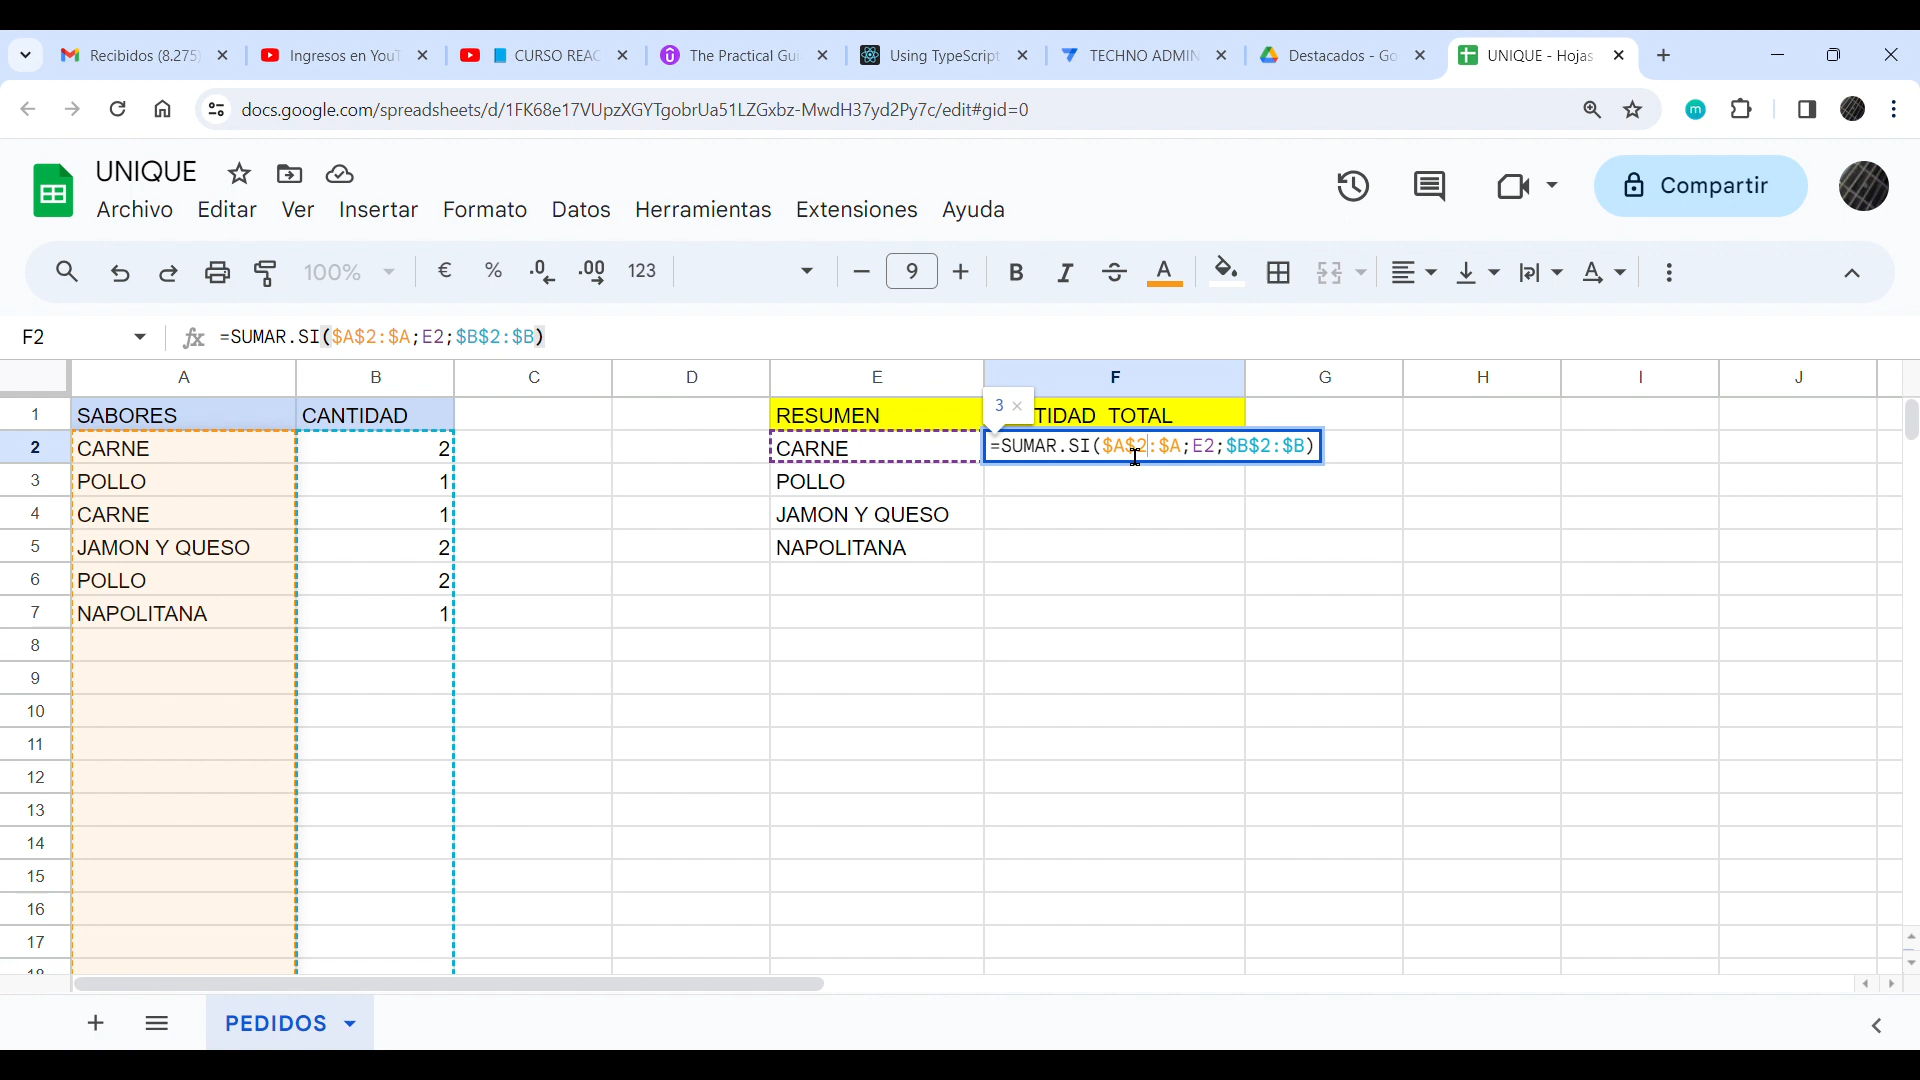 Recibidos (8.275)
Ingresos en YouT
CURSO REAC
The Practical Gui
Using TypeScript
TECHNO ADMIN
Destacados - Go
UNIQUE - Hojas
docs.google.com/spreadsheets/d/1FK68e17VUpzXGYTgobrUa51LZGxbz-MwdH37yd2Py7c/edit#gid=0
m
UNIQUE
Archivo Editar Ver Insertar Formato Datos Herramientas Extensiones Ayuda
Compartir
100% € % .0 .00 123 9 B I A A
F2 fx =SUMAR.SI($A$2:$A;E2;$B$2:$B)
A B C D E F G H I J
1 SABORES CANTIDAD RESUMEN TIDAD TOTAL
3 ×
2 CARNE 2 CARNE =SUMAR.SI($A$2:$A;E2;$B$2:$B)
3 POLLO 1 POLLO
4 CARNE 1 JAMON Y QUESO
5 JAMON Y QUESO 2 NAPOLITANA
6 POLLO 2
7 NAPOLITANA 1
8
9
10
11
12
13
14
15
16
17
18
PEDIDOS